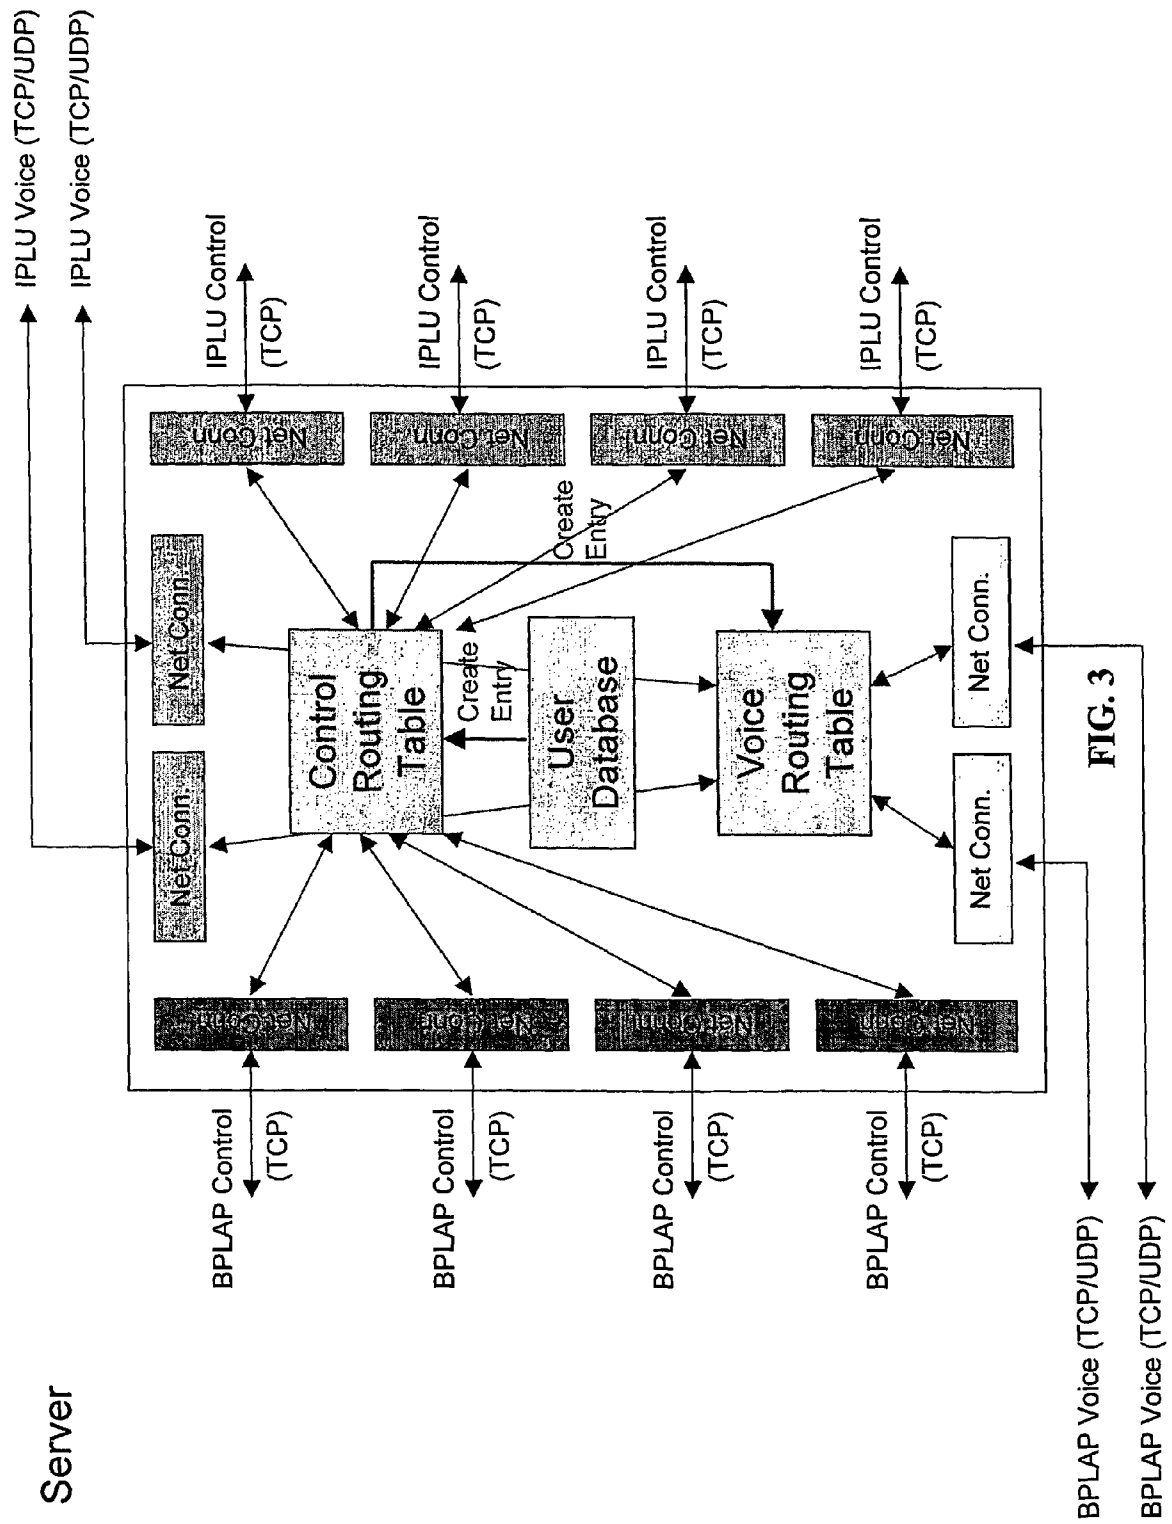 Server
IPLU Voice (TCP/UDP)
IPLU Voice (TCP/UDP)
BPLAP Control
(TCP)
BPLAP Control
(TCP)
BPLAP Control
(TCP)
BPLAP Control
(TCP)
Net Conn.
Net Conn.
Net Conn.
Net Conn.
Net Conn.
Net Conn.
Control
Routing
Table
Create
Entry
User
Database
Create
Entry
Voice
Routing
Table
Net Conn.
Net Conn.
Net Conn.
Net Conn.
Net Conn.
Net Conn.
IPLU Control
(TCP)
IPLU Control
(TCP)
IPLU Control
(TCP)
IPLU Control
(TCP)
BPLAP Voice (TCP/UDP)
BPLAP Voice (TCP/UDP)
FIG. 3